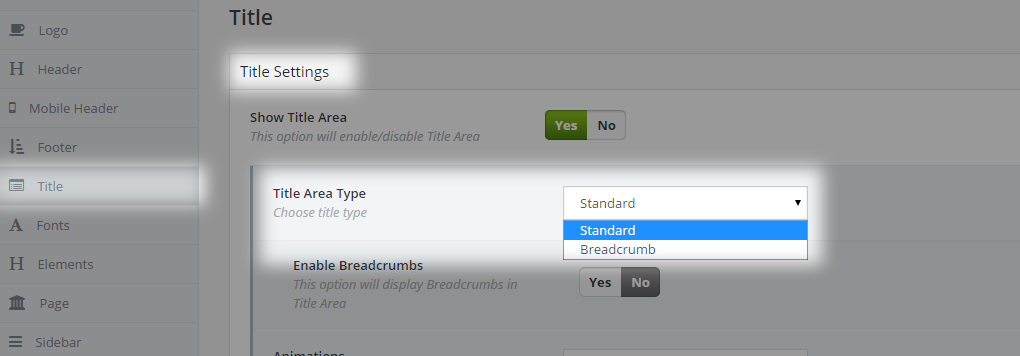 Title
Logo
Header
Mobile Header
Footer
Title
Fonts
Elements
Page
Sidebar
Title Settings
Show Title Area
This option will enable/disable Title Area
Yes No
Title Area Type
Choose title type
Standard
Standard
Breadcrumb
Enable Breadcrumbs
This option will display Breadcrumbs in
Title Area
Yes No
Animations